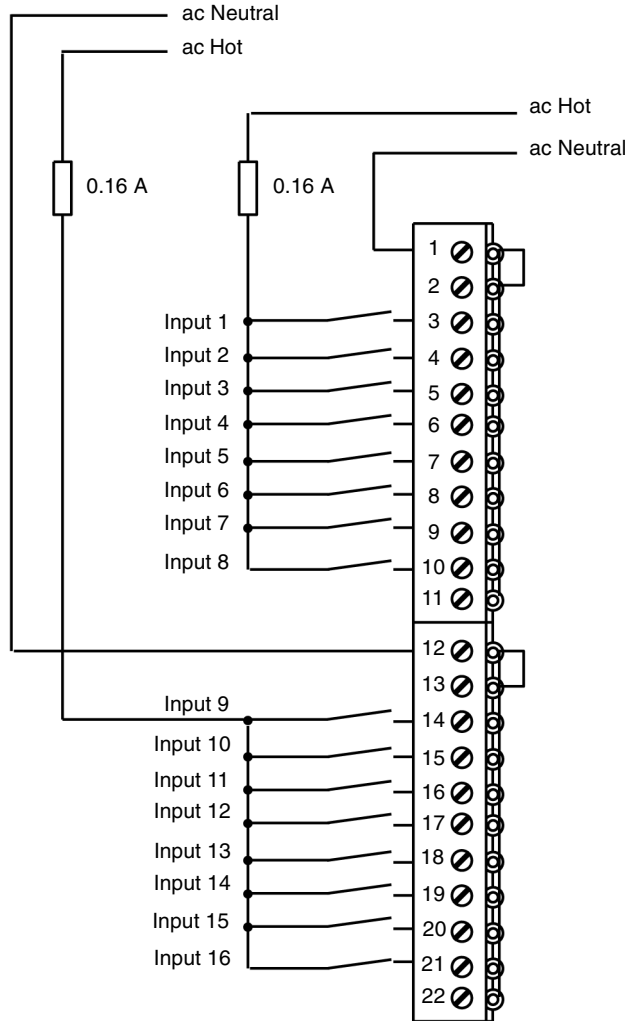 ac Neutral
ac Hot
ac Hot
ac Neutral
0.16 A
0.16 A
1
2
Input 1
3
Input 2
4
Input 3
5
Input 4
6
Input 5
7
Input 6
8
Input 7
9
Input 8
10
11
12
13
Input 9
14
Input 10
15
Input 11
16
Input 12
17
Input 13
18
Input 14
19
Input 15
20
Input 16
21
22